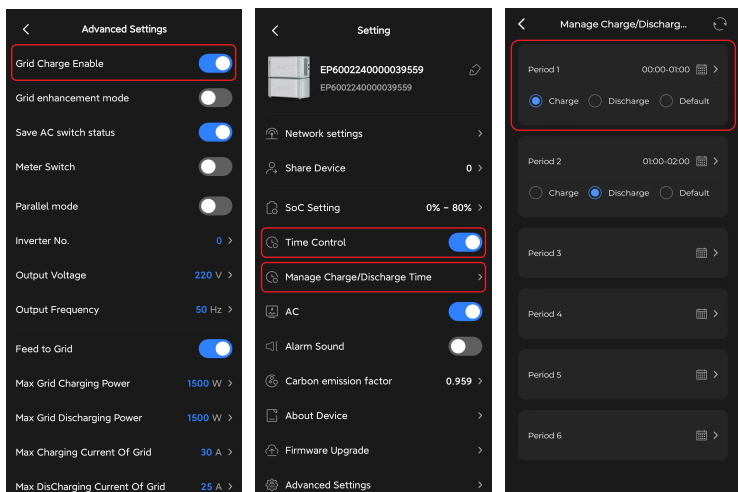 Advanced Settings
Grid Charge Enable
Grid enhancement mode
Save AC switch status
Meter Switch
Parallel mode
Inverter No. 0
Output Voltage 220 V
Output Frequency 50 Hz
Feed to Grid
Max Grid Charging Power 1500 W
Max Grid Discharging Power 1500 W
Max Charging Current Of Grid 30 A
Max DisCharging Current Of Grid 25 A
Setting
EP6002240000039559
EP6002240000039559
Network settings
Share Device 0
SoC Setting 0% ~ 80%
Time Control
Manage Charge/Discharge Time
AC
Alarm Sound
Carbon emission factor 0.959
About Device
Firmware Upgrade
Advanced Settings
Manage Charge/Discharg...
Period 1 00:00-01:00
Charge Discharge Default
Period 2 01:00-02:00
Charge Discharge Default
Period 3
Period 4
Period 5
Period 6